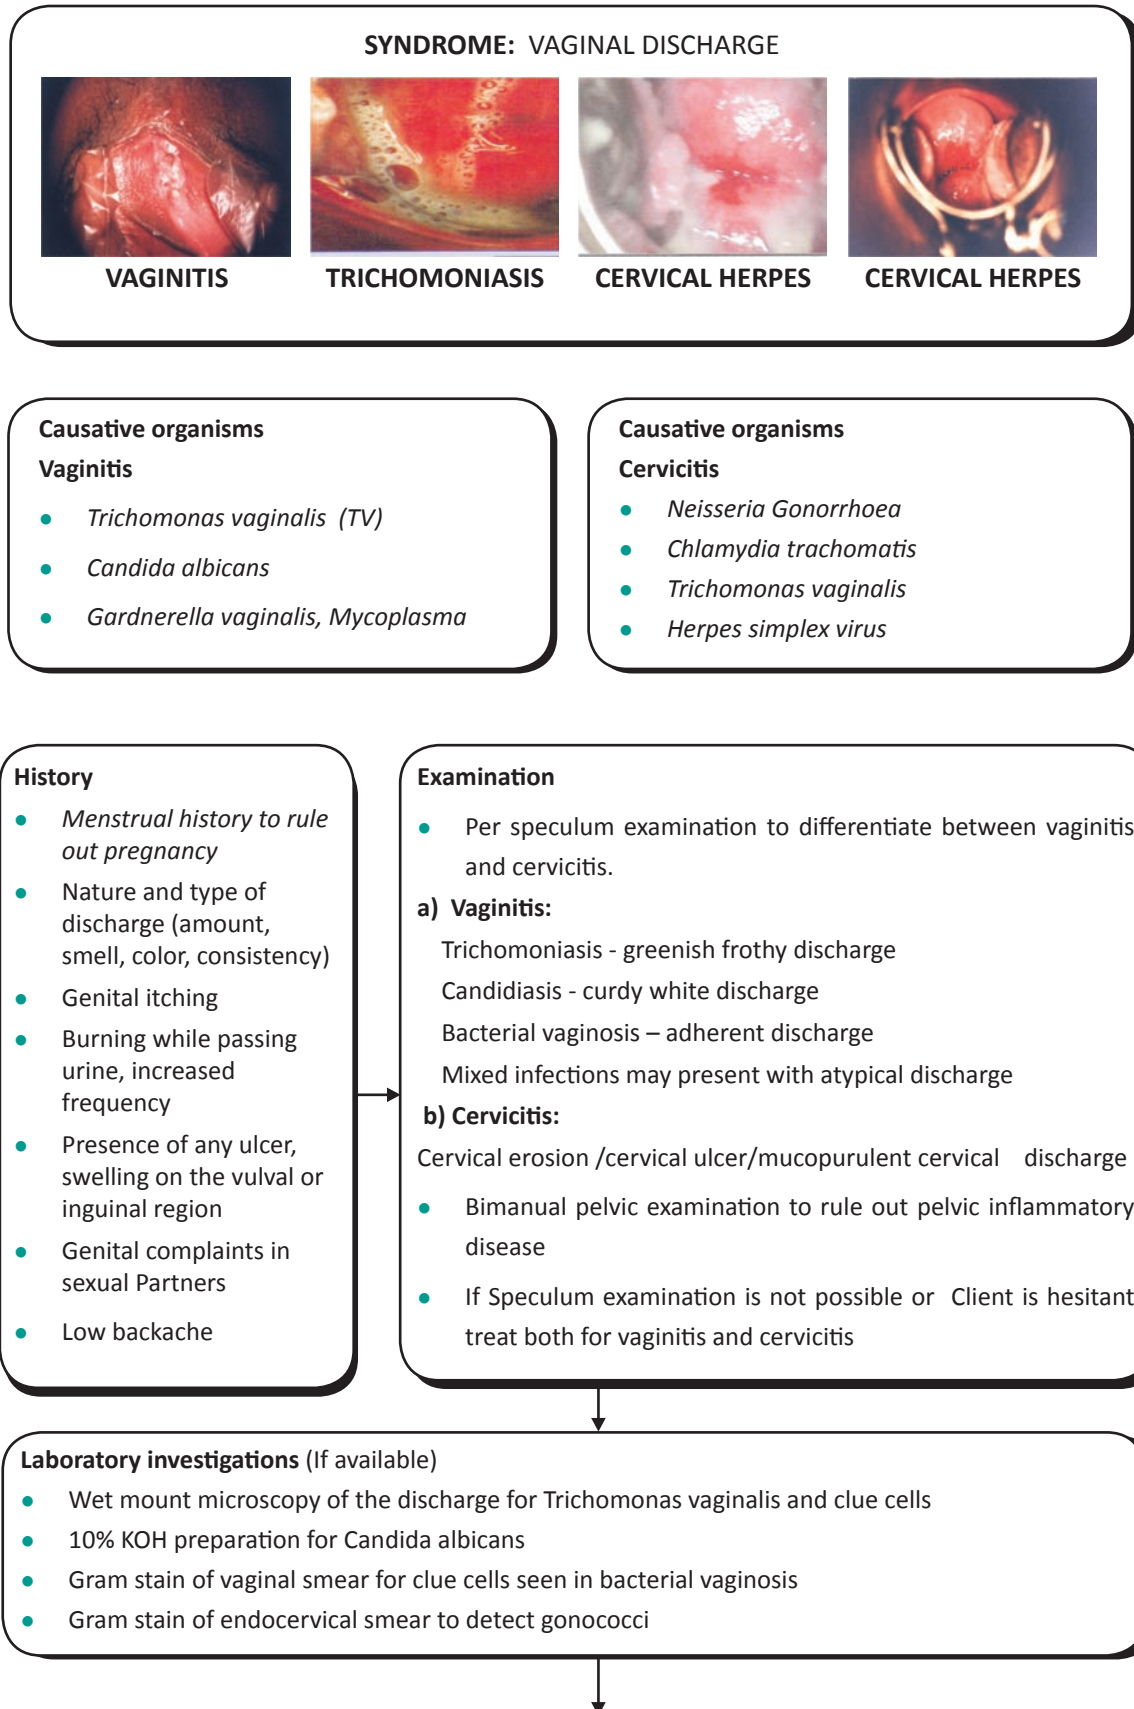 SYNDROME: VAGINAL DISCHARGE
VAGINITIS
TRICHOMONIASIS
CERVICAL HERPES
CERVICAL HERPES
Causative organisms
Vaginitis
● Trichomonas vaginalis (TV)
● Candida albicans
● Gardnerella vaginalis, Mycoplasma
Causative organisms
Cervicitis
● Neisseria Gonorrhoea
● Chlamydia trachomatis
● Trichomonas vaginalis
● Herpes simplex virus
History
● Menstrual history to rule
out pregnancy
● Nature and type of
discharge (amount,
smell, color, consistency)
● Genital itching
● Burning while passing
urine, increased
frequency
● Presence of any ulcer,
swelling on the vulval or
inguinal region
● Genital complaints in
sexual Partners
● Low backache
Examination
● Per speculum examination to differentiate between vaginitis
and cervicitis.
a) Vaginitis:
Trichomoniasis - greenish frothy discharge
Candidiasis - curdy white discharge
Bacterial vaginosis – adherent discharge
Mixed infections may present with atypical discharge
b) Cervicitis:
Cervical erosion /cervical ulcer/mucopurulent cervical discharge
● Bimanual pelvic examination to rule out pelvic inflammatory
disease
● If Speculum examination is not possible or Client is hesitant
treat both for vaginitis and cervicitis
Laboratory investigations (If available)
● Wet mount microscopy of the discharge for Trichomonas vaginalis and clue cells
● 10% KOH preparation for Candida albicans
● Gram stain of vaginal smear for clue cells seen in bacterial vaginosis
● Gram stain of endocervical smear to detect gonococci